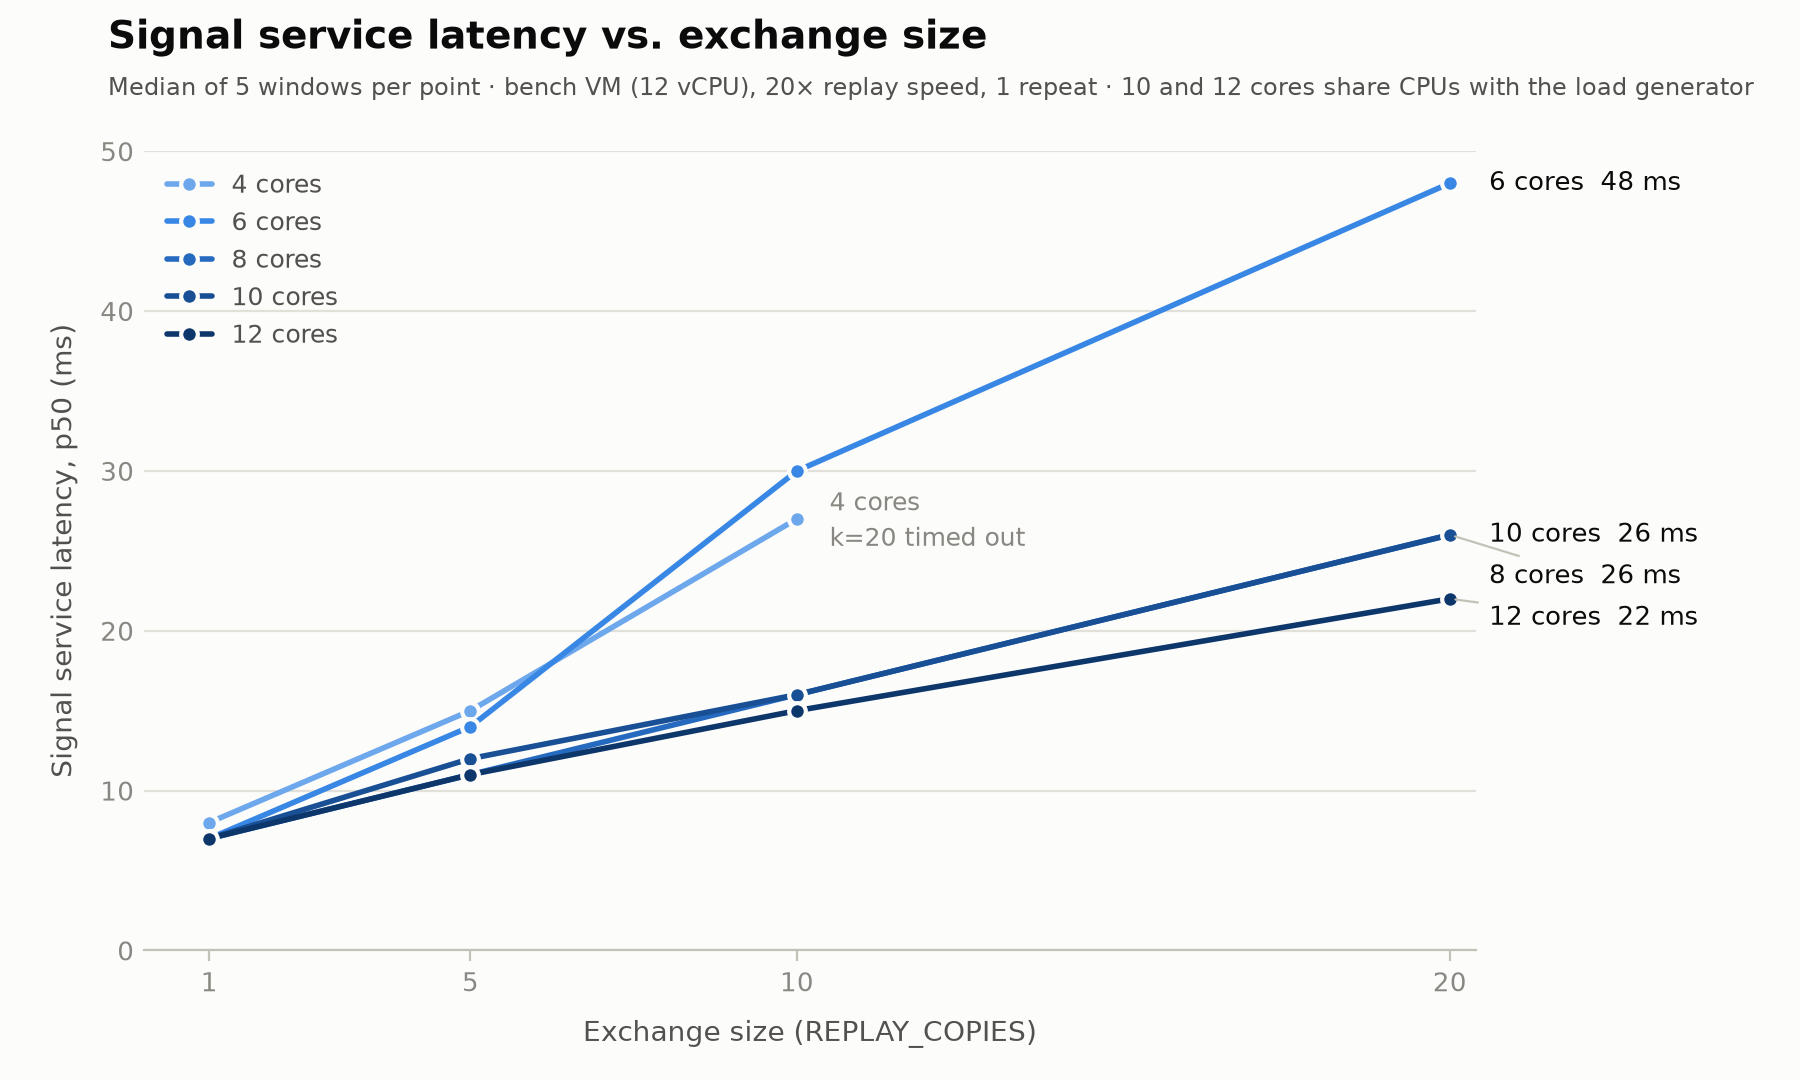 Signal service latency vs. exchange size
Median of 5 windows per point · bench VM (12 vCPU), 20× replay speed, 1 repeat · 10 and 12 cores share CPUs with the load generator
50
40
30
20
10
0
Signal service latency, p50 (ms)
4 cores
6 cores
8 cores
10 cores
12 cores
6 cores 48 ms
4 cores
k=20 timed out
10 cores 26 ms
8 cores 26 ms
12 cores 22 ms
1 5 10 20
Exchange size (REPLAY_COPIES)